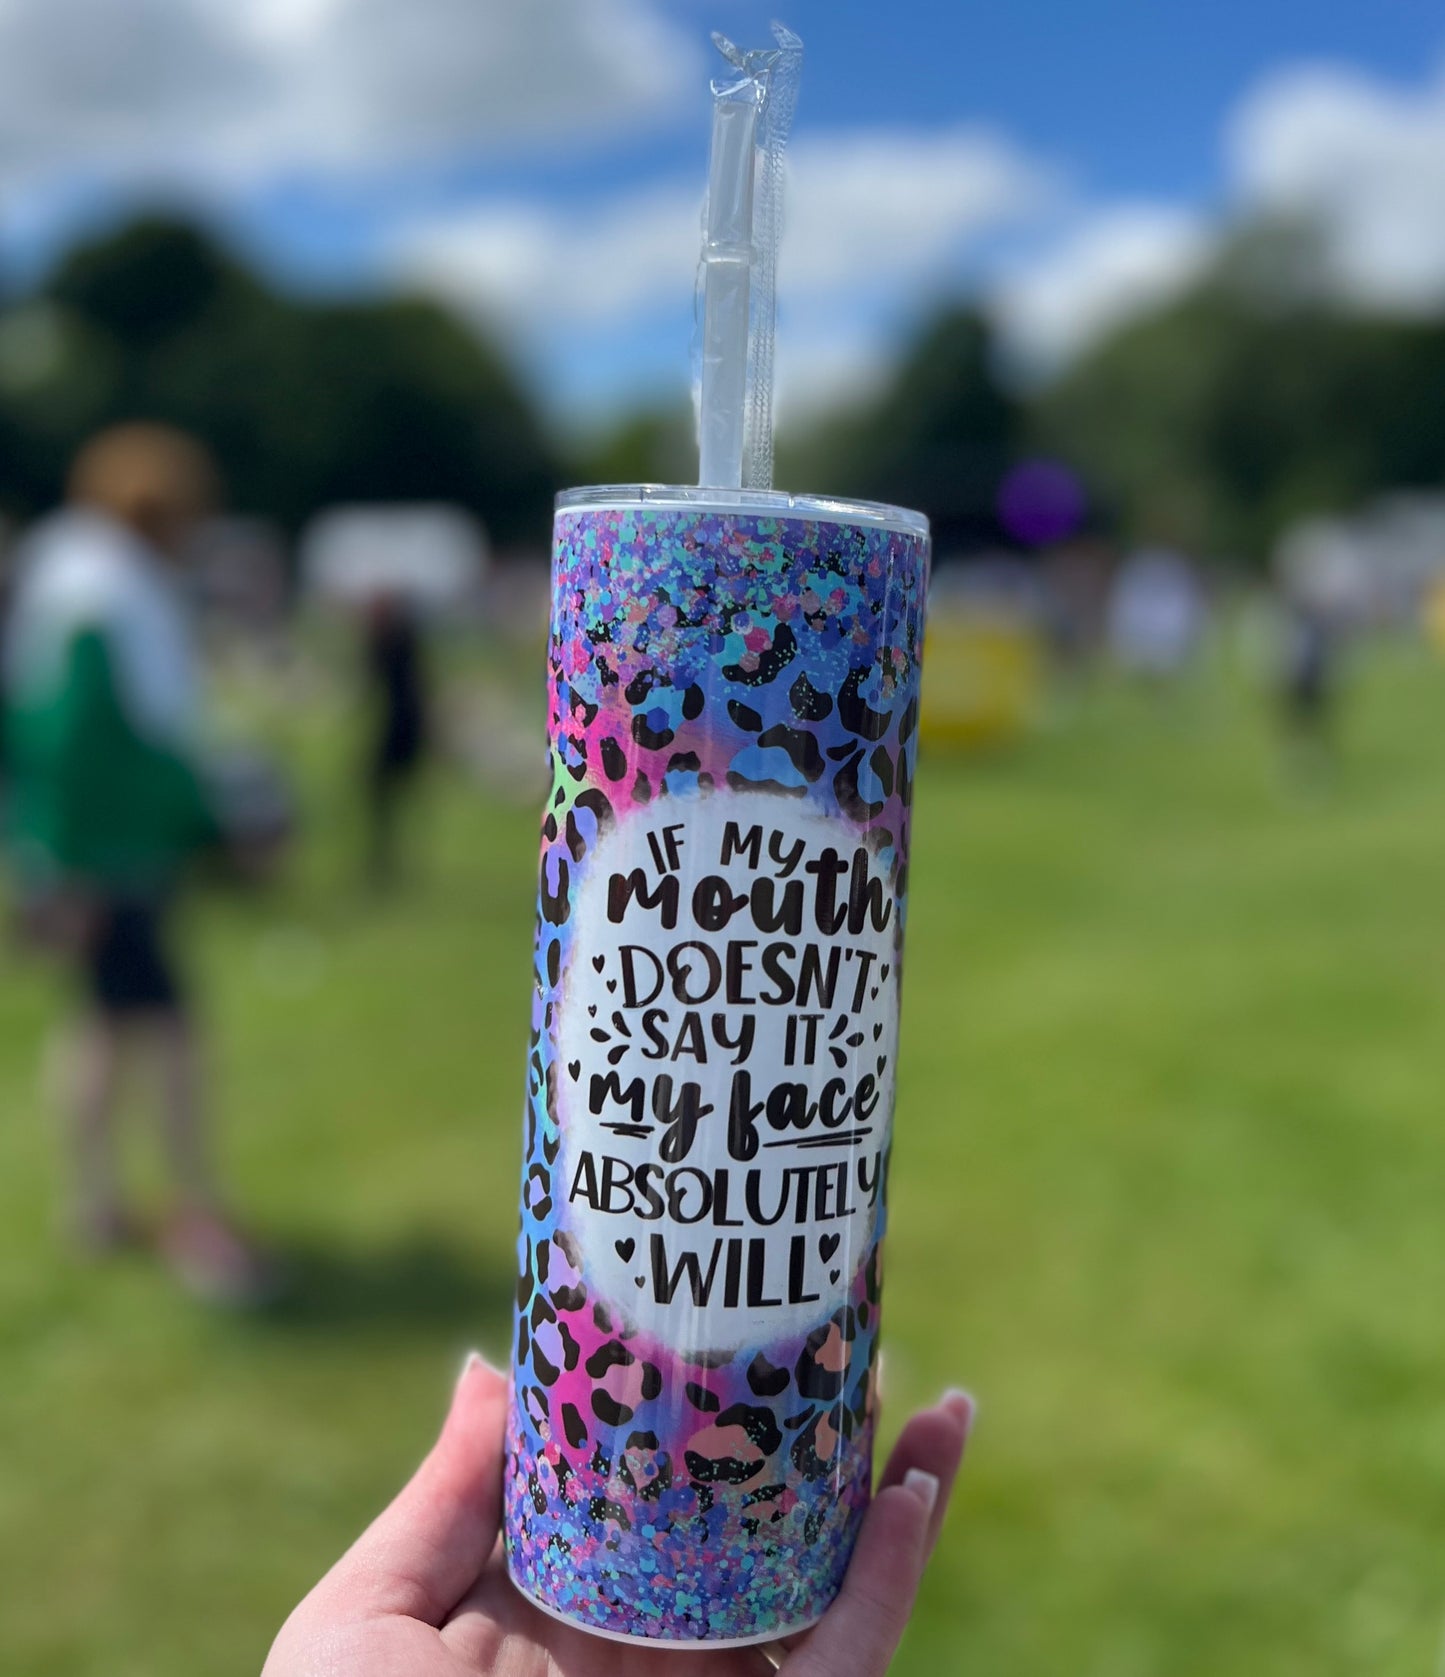 IF MY
mouth
DOESN'T
SAY IT
my face
ABSOLUTELY
WILL